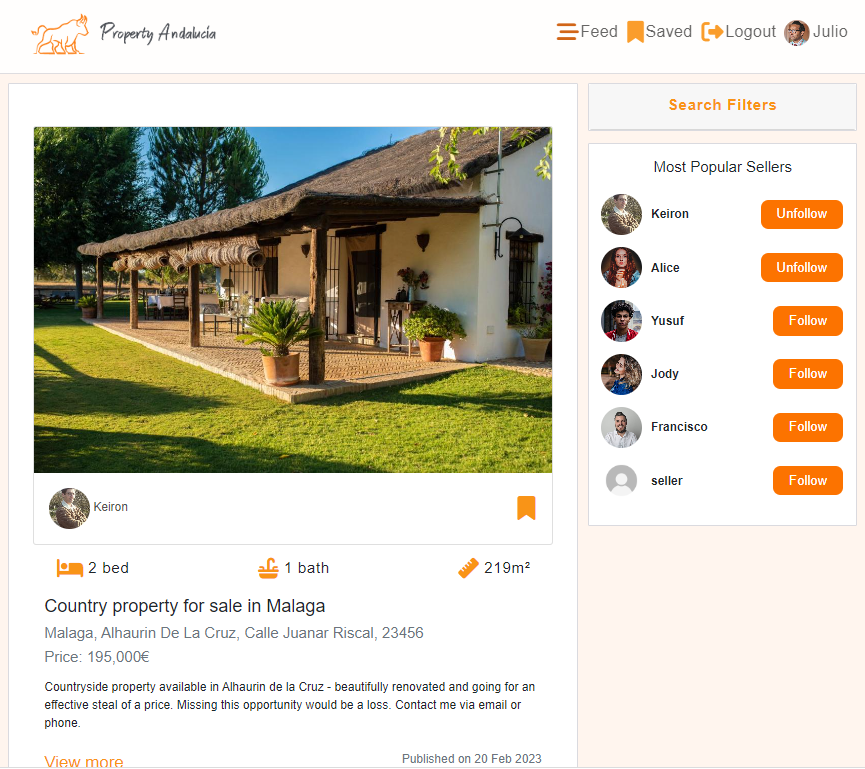 Property Andalucía
Feed Saved Logout Julio
Search Filters
Most Popular Sellers
Keiron Unfollow
Alice Unfollow
Yusuf Follow
Jody Follow
Francisco Follow
seller Follow
Keiron
2 bed 1 bath 219m²
Country property for sale in Malaga
Malaga, Alhaurin De La Cruz, Calle Juanar Riscal, 23456
Price: 195,000€
Countryside property available in Alhaurin de la Cruz - beautifully renovated and going for an
effective steal of a price. Missing this opportunity would be a loss. Contact me via email or
phone.
View more Published on 20 Feb 2023